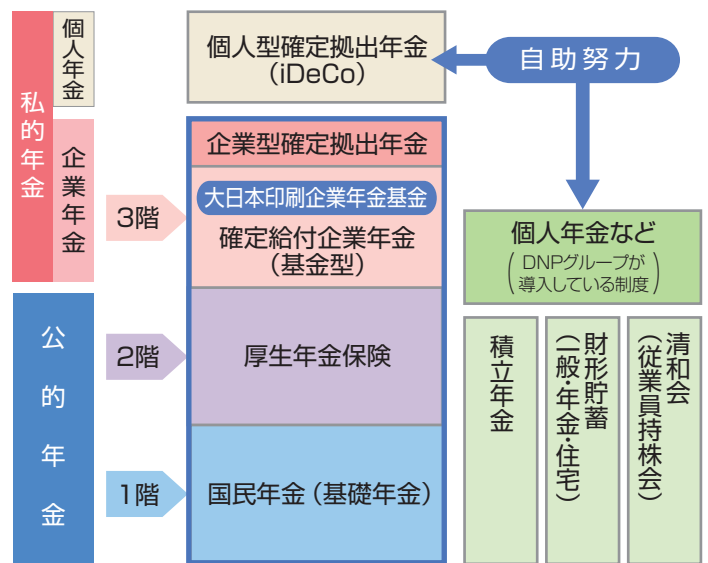 私的年金
個人年金
企業年金
公的年金
個人型確定拠出年金
(iDeCo)
自助努力
企業型確定拠出年金
3階
大日本印刷企業年金基金
確定給付企業年金
(基金型)
2階
厚生年金保険
1階
国民年金(基礎年金)
個人年金など
(DNPグループが
導入している制度)
積立年金
財形貯蓄
(一般・年金・住宅)
清和会
(従業員持株会)